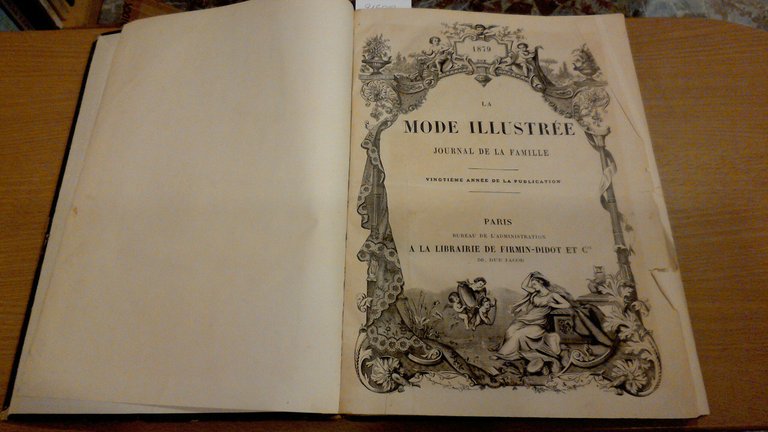 1879
LA
MODE ILLUSTRÉE
JOURNAL DE LA FAMILLE
VINGTIÈME ANNÉE DE LA PUBLICATION
PARIS
BUREAU DE L'ADMINISTRATION
A LA LIBRAIRIE DE FIRMIN-DIDOT ET Cie
56, RUE JACOB